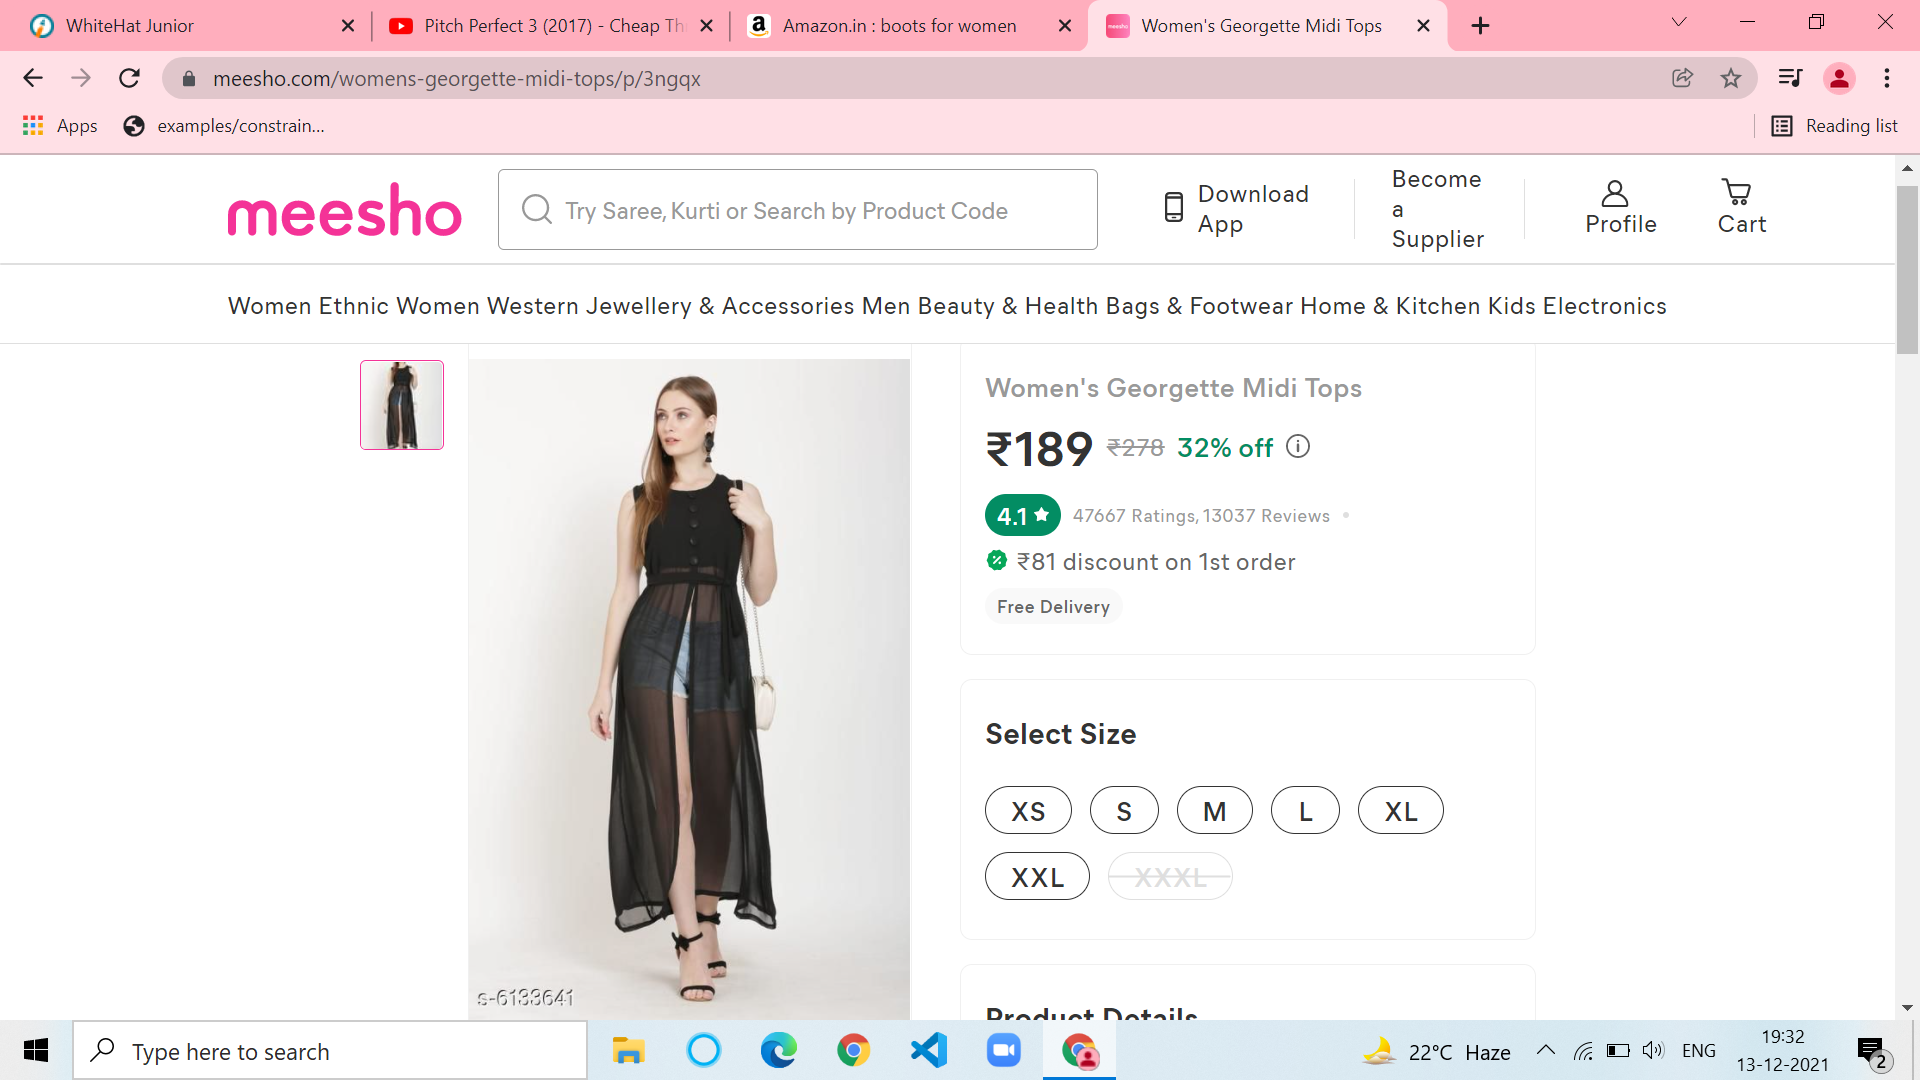 WhiteHat Junior
Pitch Perfect 3 (2017) - Cheap Th
Amazon.in : boots for women
Women's Georgette Midi Tops
meesho.com/womens-georgette-midi-tops/p/3ngqx
Apps
examples/constrain...
Reading list
meesho
Try Saree, Kurti or Search by Product Code
Download
App
Become
a
Supplier
Profile
Cart
Women Ethnic Women Western Jewellery & Accessories Men Beauty & Health Bags & Footwear Home & Kitchen Kids Electronics
Women's Georgette Midi Tops
₹189 ₹278 32% off
4.1 47667 Ratings, 13037 Reviews
₹81 discount on 1st order
Free Delivery
Select Size
XS S M L XL
XXL XXXL
s-6133641
Product Details
Type here to search
22°C Haze
ENG
19:32
13-12-2021
2